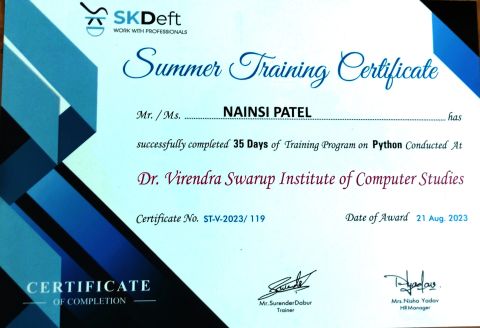 SKDeft
WORK WITH PROFESSIONALS
Summer Training Certificate
Mr. / Ms. NAINSI PATEL has
successfully completed 35 Days of Training Program on Python Conducted At
Dr. Virendra Swarup Institute of Computer Studies
Certificate No. ST-V-2023/ 119 Date of Award 21 Aug. 2023
CERTIFICATE
OF COMPLETION
Mr.SurenderDabur
Trainer
Mrs.Nisha Yadav
HRManager